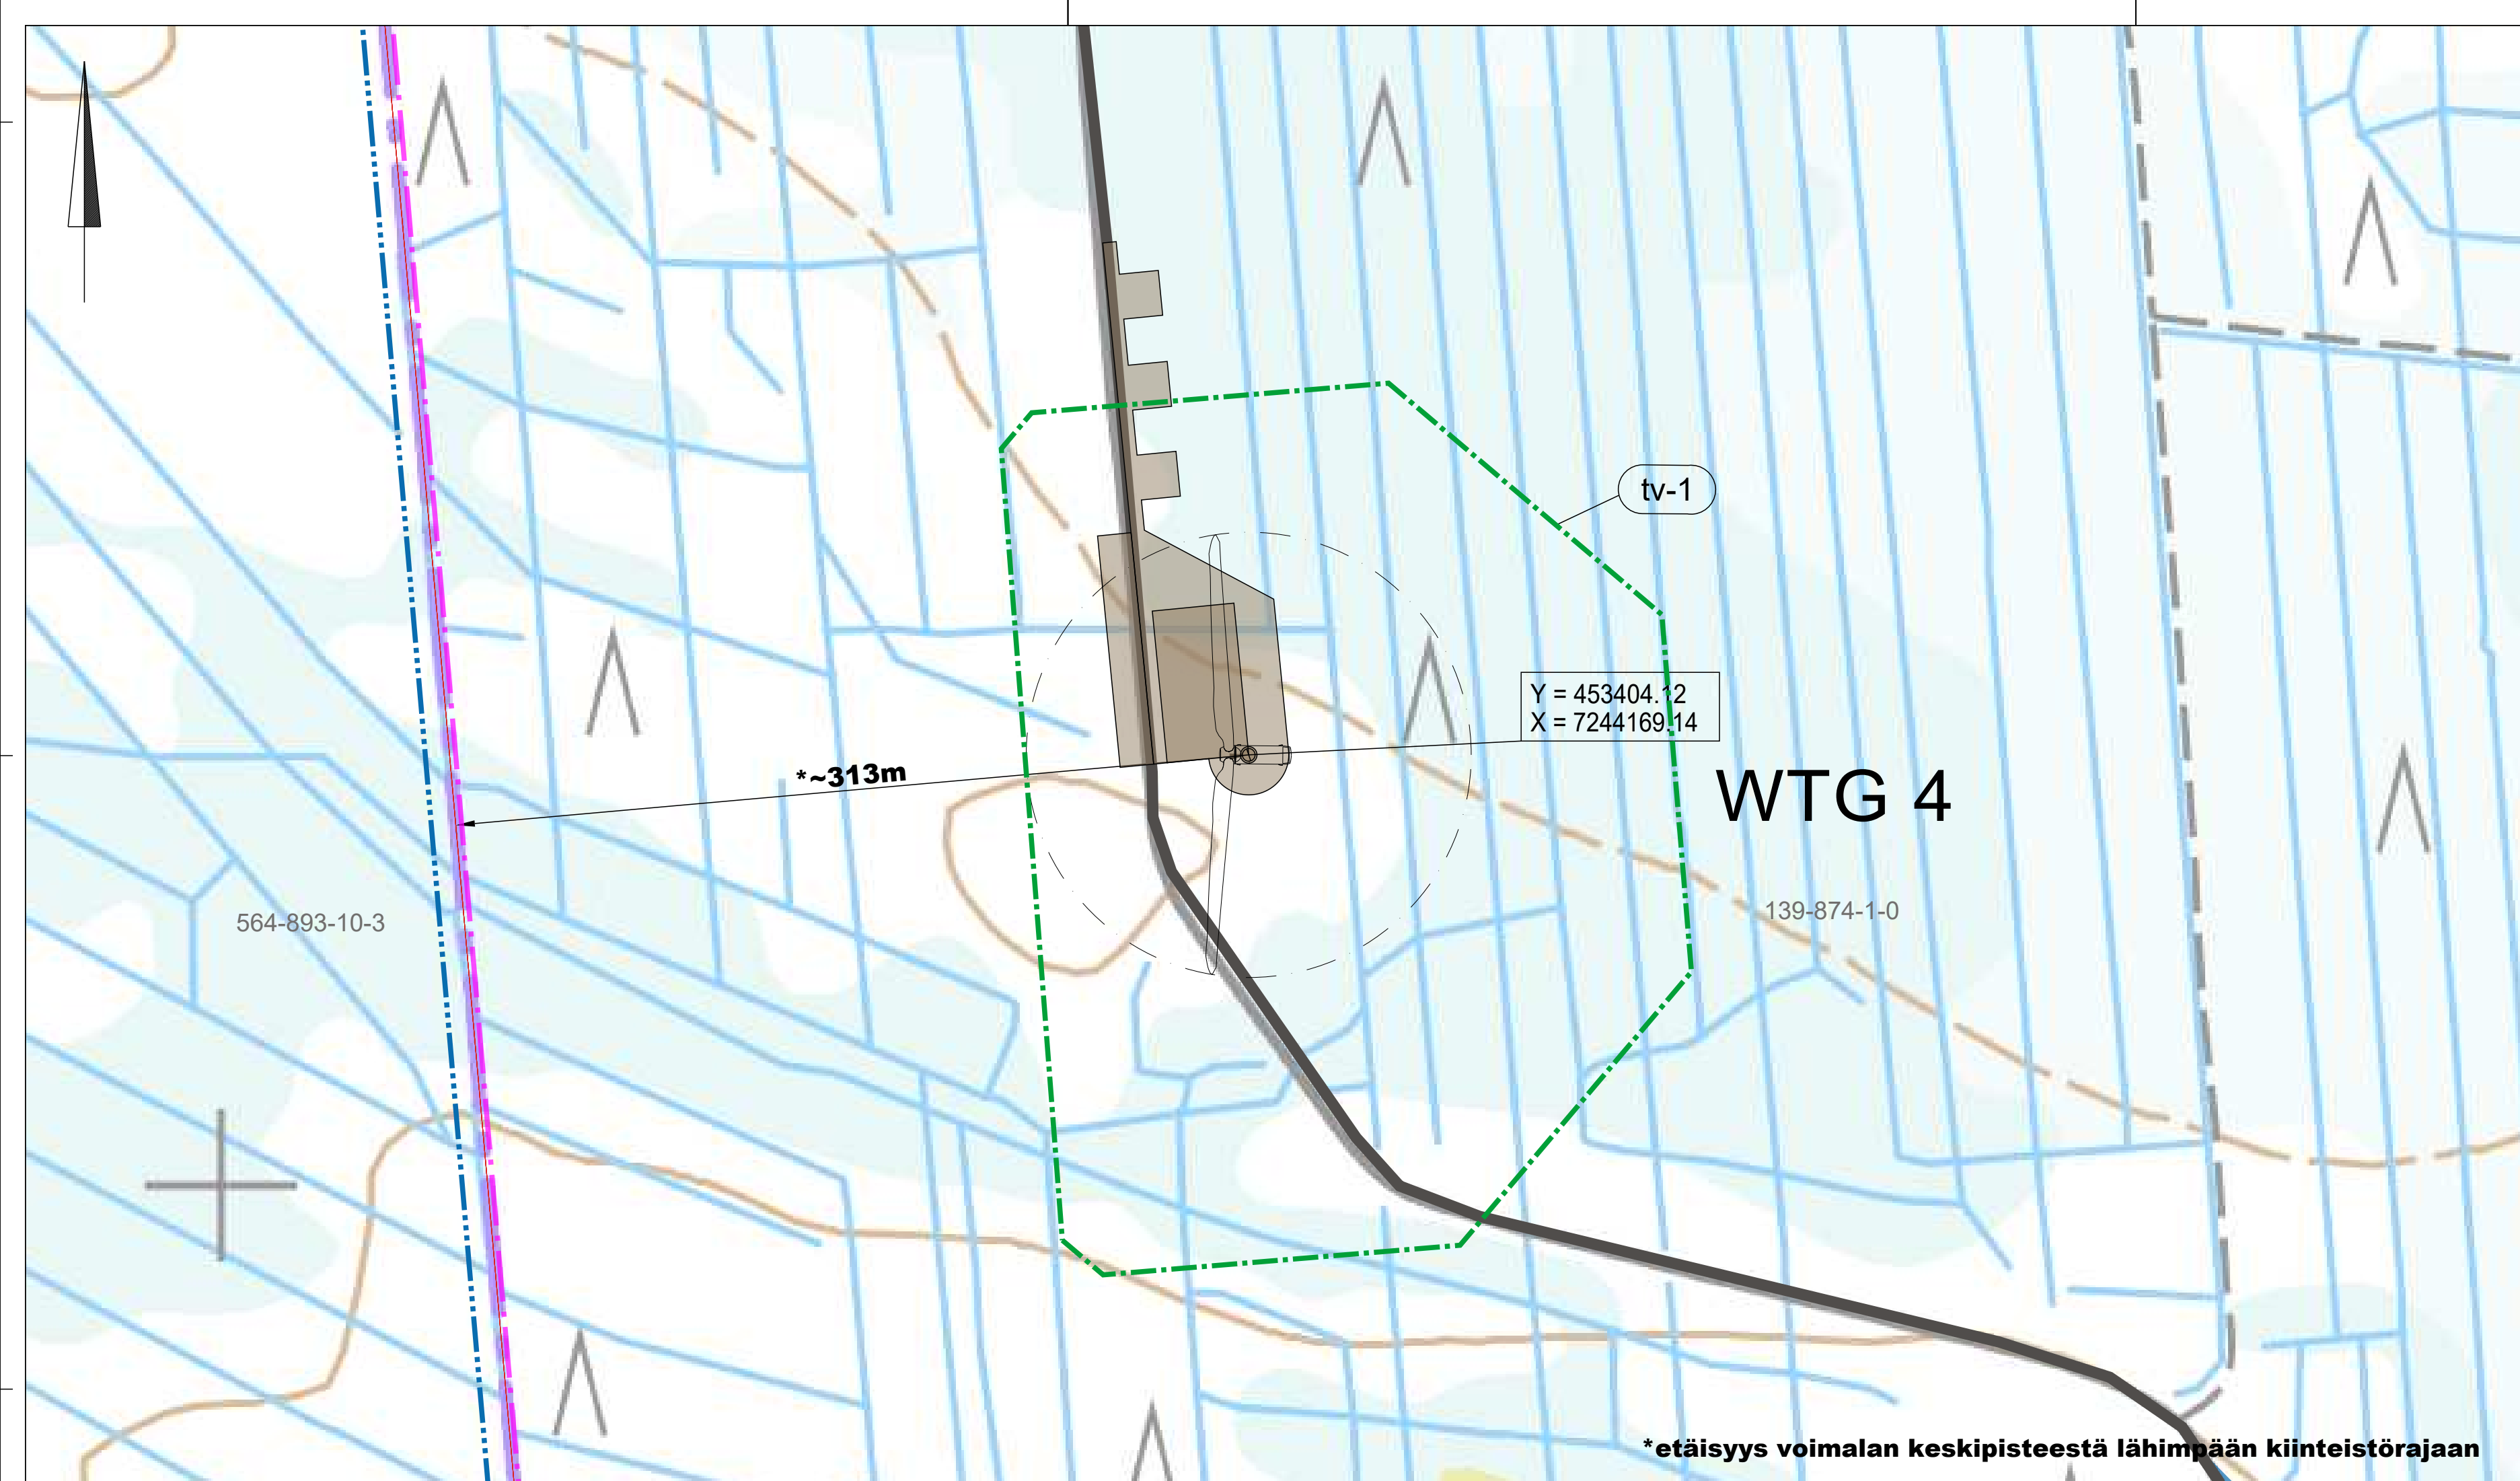 tv-1
Y = 453404.12
X = 7244169.14
*~313m
WTG 4
564-893-10-3
139-874-1-0
*etäisyys voimalan keskipisteestä lähimpään kiinteistörajaan